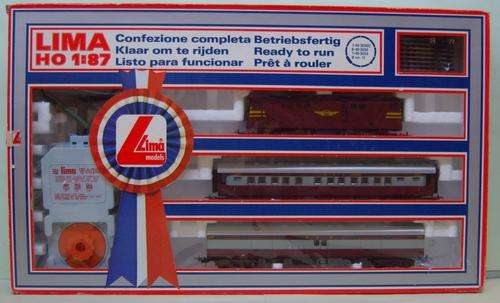 LIMA
HO 1:87
Confezione completa Betriebsfertig
Klaar om te rijden Ready to run
Listo para funcionar Prêt à rouler
Lima
models
lima